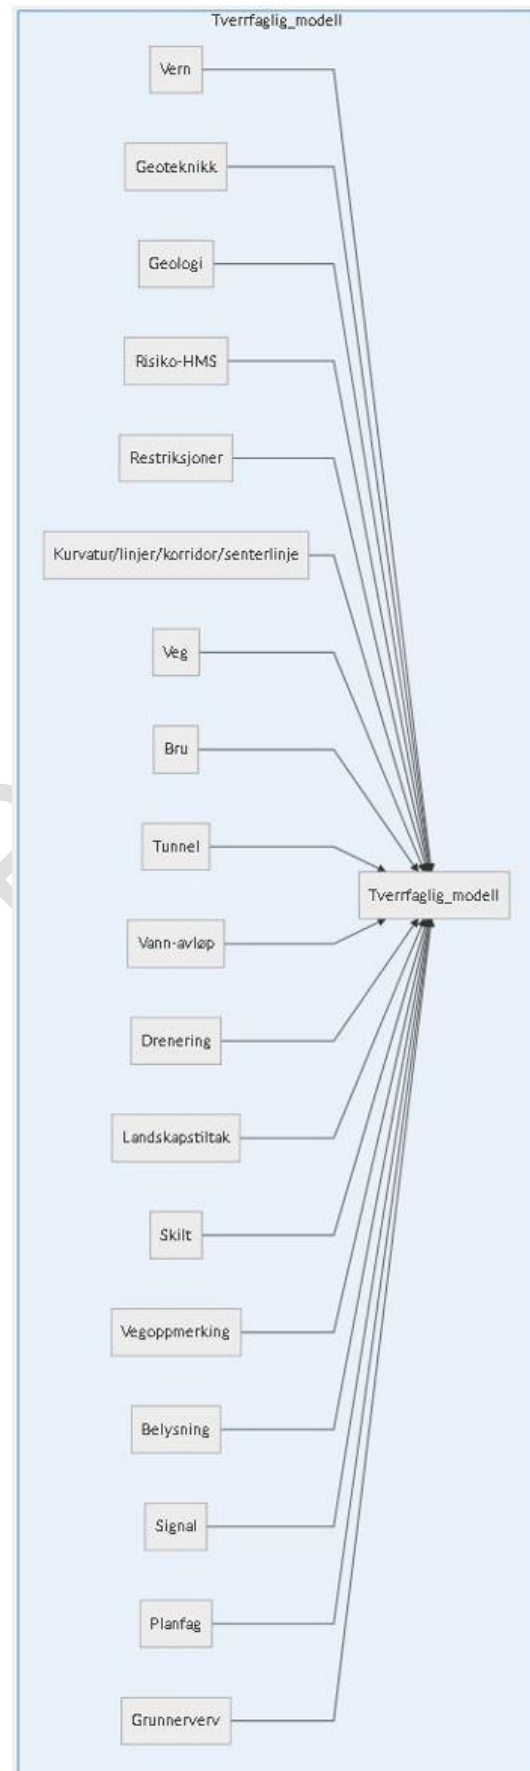 Tverrfaglig_modell
Vern
Geoteknikk
Geologi
Risiko-HMS
Restriksjoner
Kurvatur/linjer/korridor/senterlinje
Veg
Bru
Tunnel
Tverrfaglig_modell
Vann-avløp
Drenering
Landskapstiltak
Skilt
Vegoppmerking
Belysning
Signal
Planfag
Grunnerverv